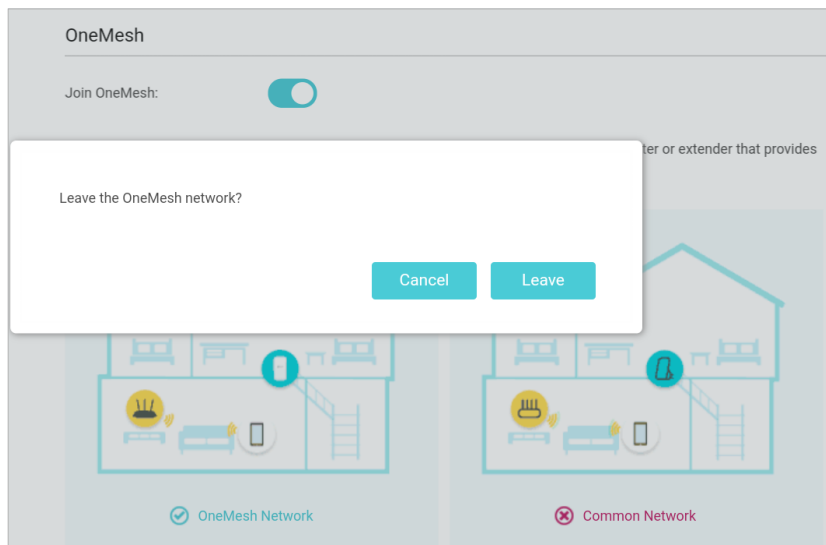 OneMesh
Join OneMesh:
ter or extender that provides
Leave the OneMesh network?
Cancel Leave
OneMesh Network Common Network